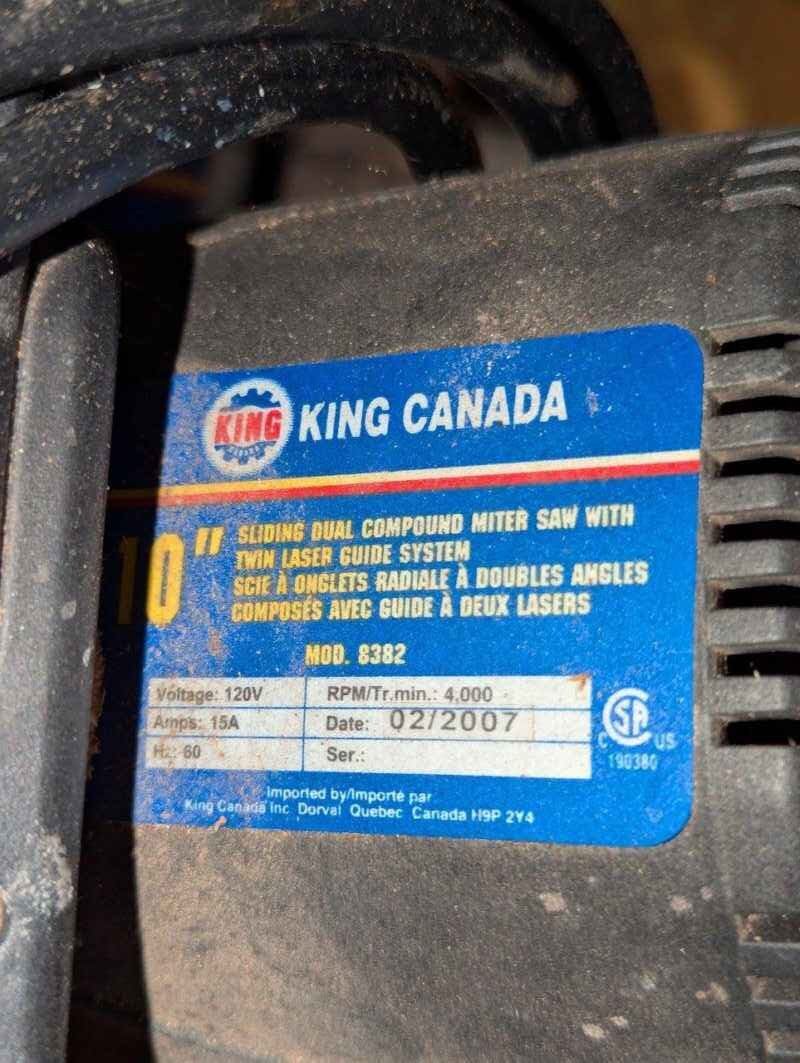 KING KING CANADA
10" SLIDING DUAL COMPOUND MITER SAW WITH
TWIN LASER GUIDE SYSTEM
SCIE À ONGLETS RADIALE À DOUBLES ANGLES
COMPOSÉS AVEC GUIDE À DEUX LASERS
MOD. 8382
Voltage: 120V RPM/Tr.min.: 4,000
Amps: 15A Date: 02/2007
Hz: 60 Ser.:
C SA US
190380
Imported by/Importé par
King Canada Inc. Dorval Quebec Canada H9P 2Y4